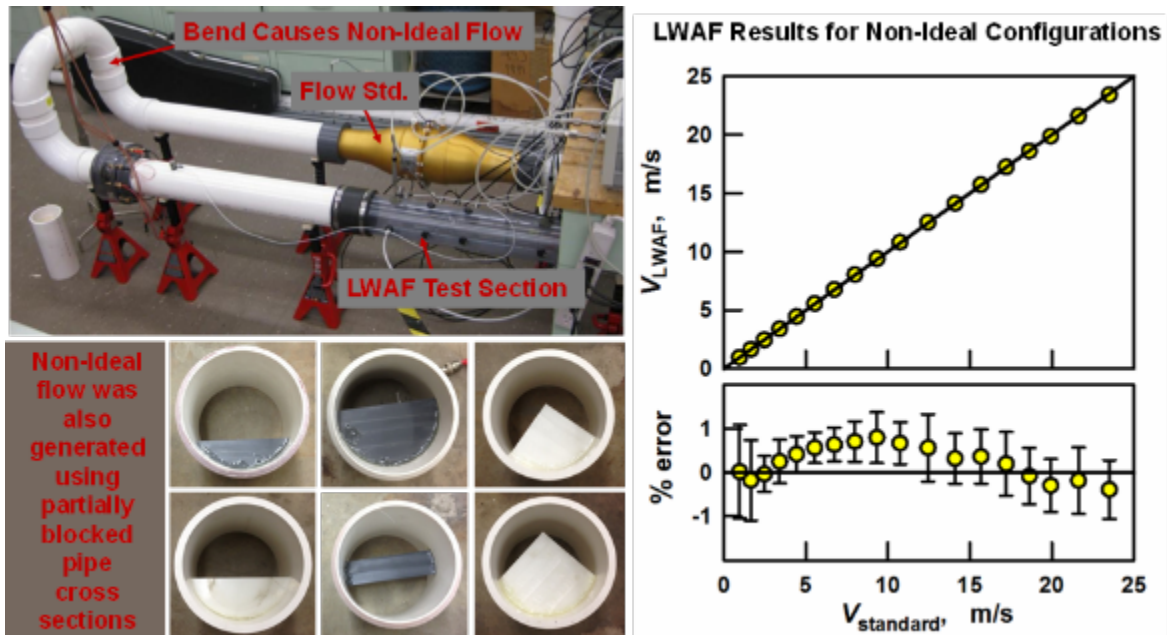 Bend Causes Non-Ideal Flow
Flow Std.
LWAF Test Section
Non-Ideal
flow was
also
generated
using
partially
blocked
pipe
cross
sections
LWAF Results for Non-Ideal Configurations
V_LWAF, m/s
25
20
15
10
5
0
% error
1
0
-1
0 5 10 15 20 25
V_standard, m/s